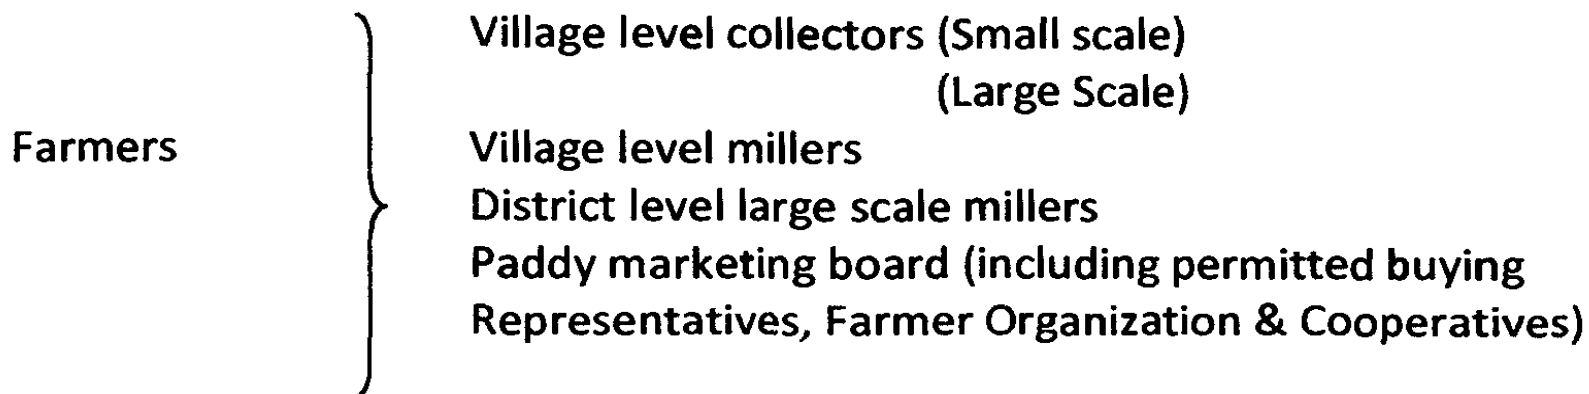 Village level collectors (Small scale)
(Large Scale)
Farmers
Village level millers
District level large scale millers
Paddy marketing board (including permitted buying
Representatives, Farmer Organization & Cooperatives)